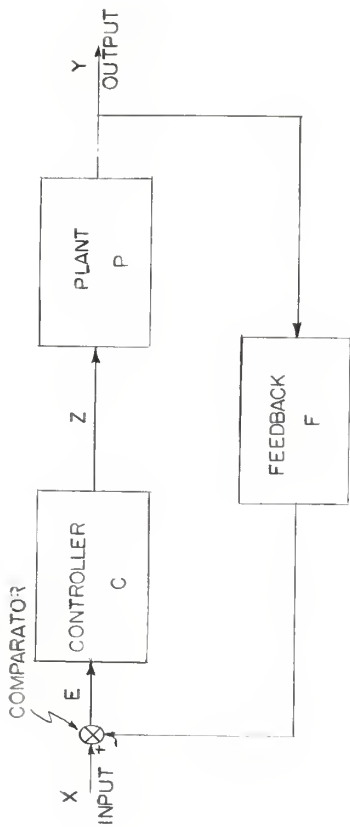 COMPARATOR
X
INPUT
+
E
CONTROLLER
C
Z
PLANT
P
Y
OUTPUT
FEEDBACK
F